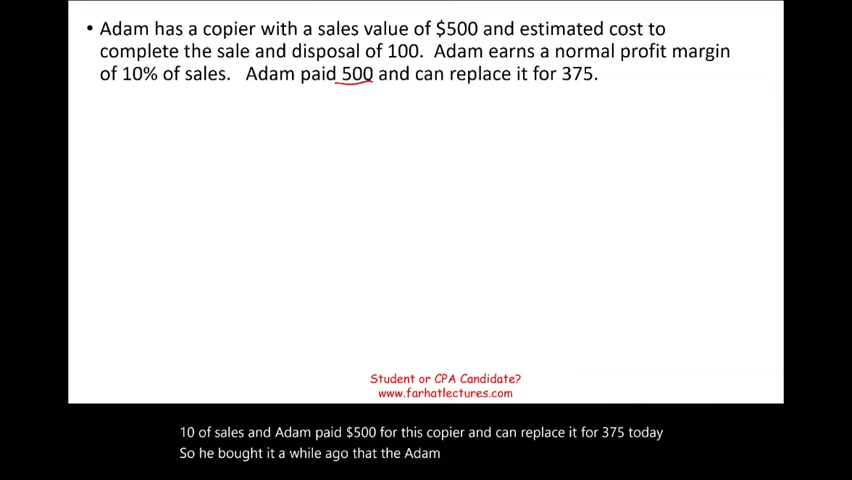 • Adam has a copier with a sales value of $500 and estimated cost to
complete the sale and disposal of 100. Adam earns a normal profit margin
of 10% of sales. Adam paid 500 and can replace it for 375.
Student or CPA Candidate?
www.farhatlectures.com
10 of sales and Adam paid $500 for this copier and can replace it for 375 today
So he bought it a while ago that the Adam